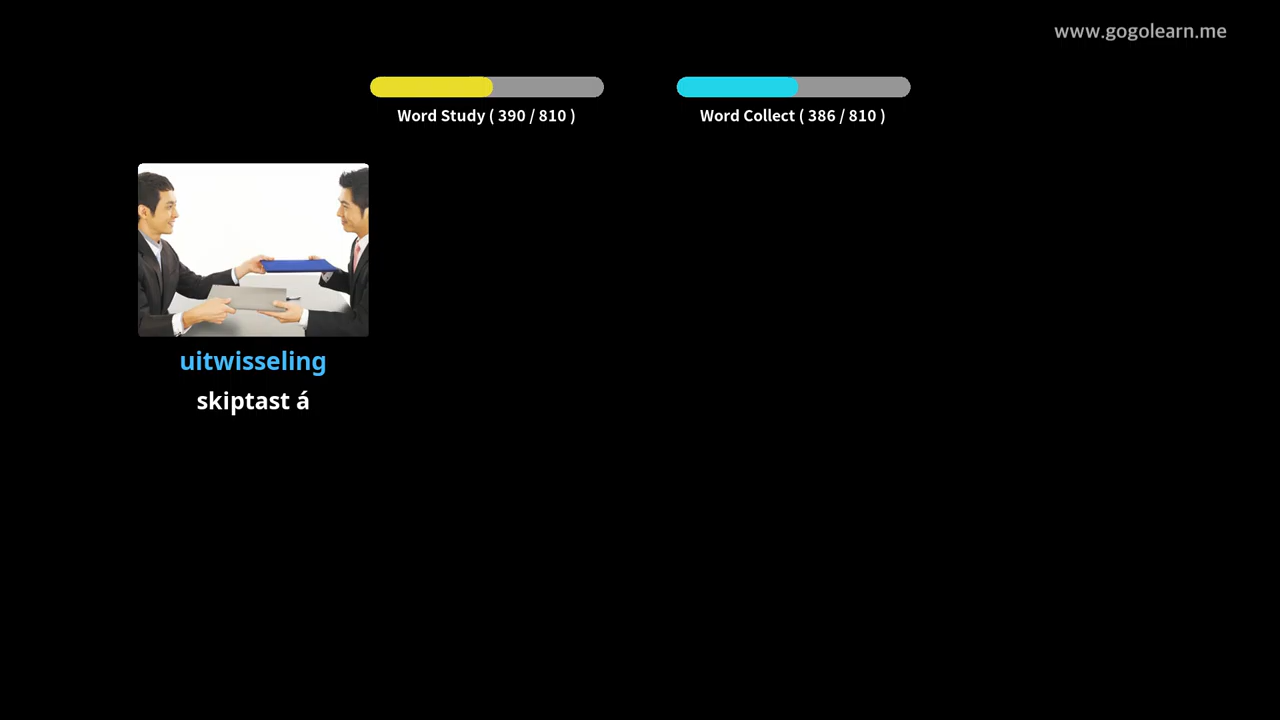 www.gogolearn.me
Word Study ( 390 / 810 )
Word Collect ( 386 / 810 )
uitwisseling
skiptast á